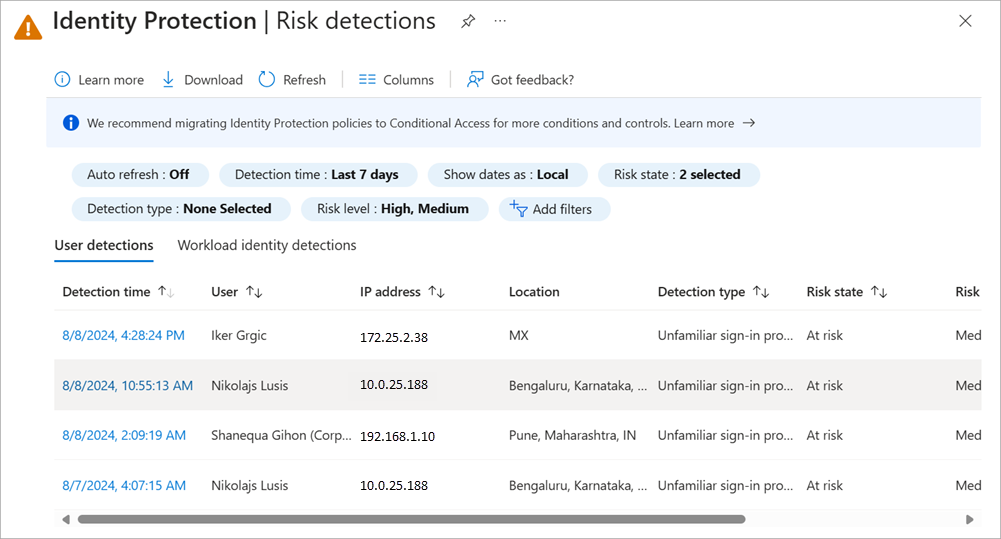 Identity Protection | Risk detections ...
Learn more Download Refresh Columns Got feedback?
We recommend migrating Identity Protection policies to Conditional Access for more conditions and controls. Learn more →
Auto refresh : Off Detection time : Last 7 days Show dates as : Local Risk state : 2 selected
Detection type : None Selected Risk level : High, Medium Add filters
User detections Workload identity detections
Detection time ↑↓ User ↑↓ IP address ↑↓ Location Detection type ↑↓ Risk state ↑↓ Risk
8/8/2024, 4:28:24 PM Iker Grgic 172.25.2.38 MX Unfamiliar sign-in pro... At risk Med
8/8/2024, 10:55:13 AM Nikolajs Lusis 10.0.25.188 Bengaluru, Karnataka, ... Unfamiliar sign-in pro... At risk Med
8/8/2024, 2:09:19 AM Shanequa Gihon (Corp... 192.168.1.10 Pune, Maharashtra, IN Unfamiliar sign-in pro... At risk Med
8/7/2024, 4:07:15 AM Nikolajs Lusis 10.0.25.188 Bengaluru, Karnataka, ... Unfamiliar sign-in pro... At risk Med